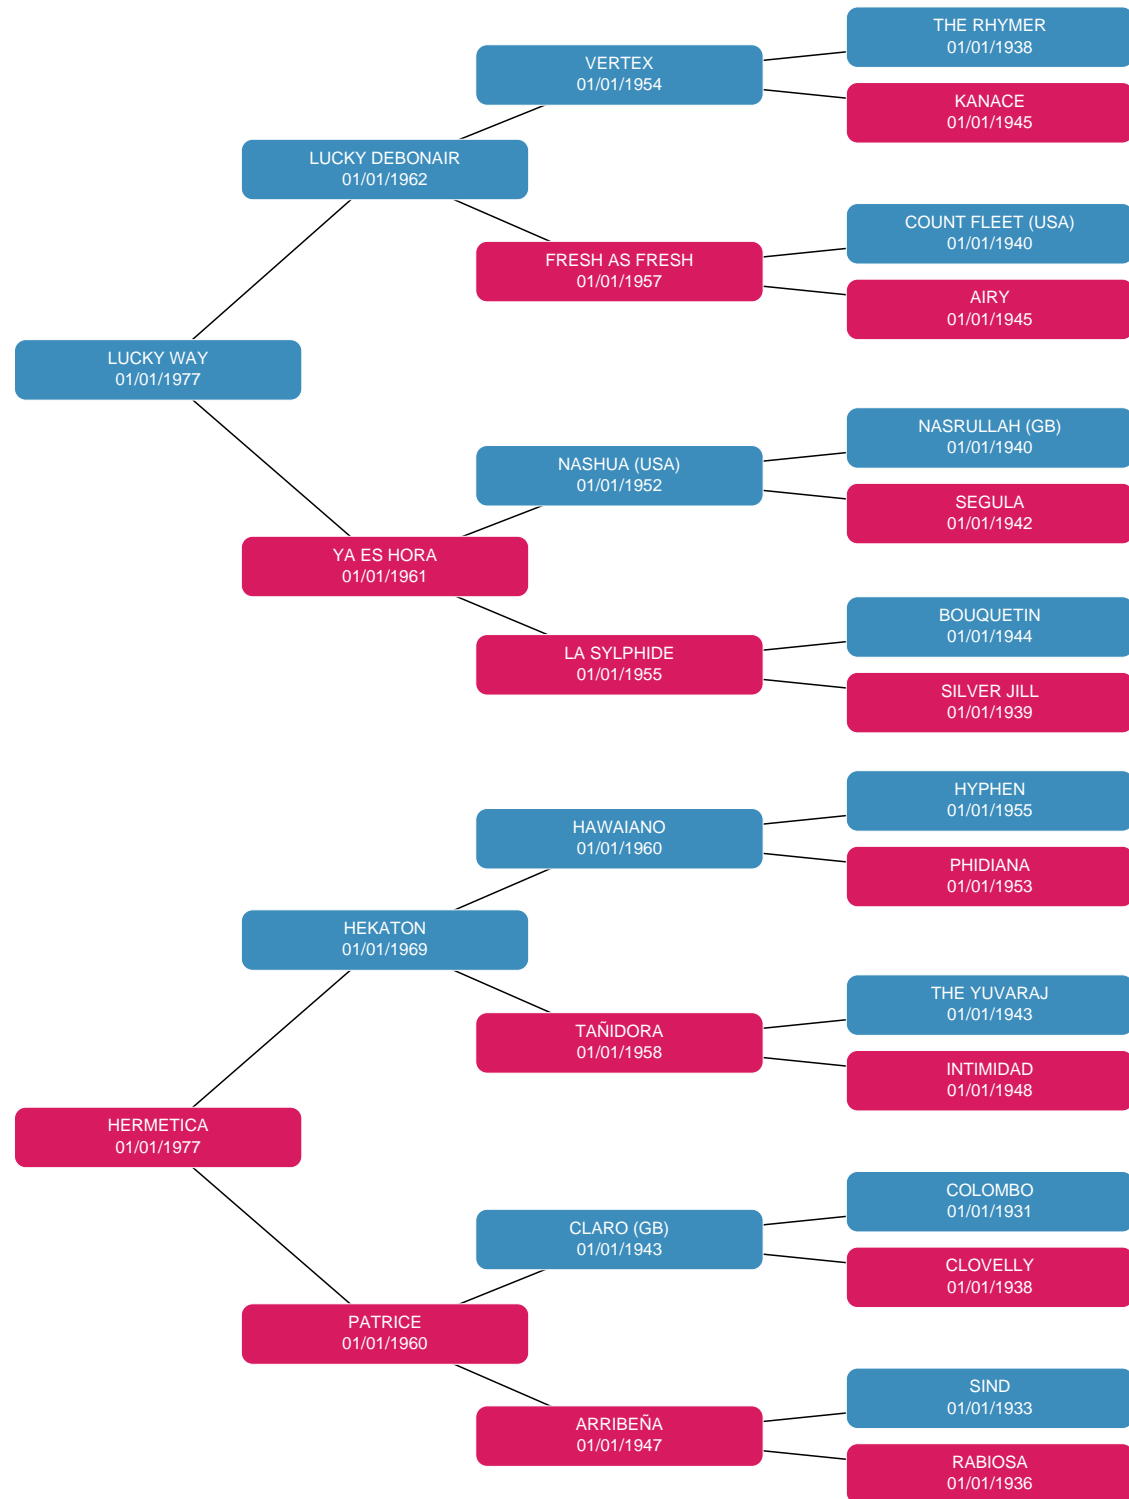 THE RHYMER
01/01/1938
VERTEX
01/01/1954
KANACE
01/01/1945
LUCKY DEBONAIR
01/01/1962
COUNT FLEET (USA)
01/01/1940
FRESH AS FRESH
01/01/1957
AIRY
01/01/1945
LUCKY WAY
01/01/1977
NASRULLAH (GB)
01/01/1940
NASHUA (USA)
01/01/1952
SEGULA
01/01/1942
YA ES HORA
01/01/1961
BOUQUETIN
01/01/1944
LA SYLPHIDE
01/01/1955
SILVER JILL
01/01/1939
HYPHEN
01/01/1955
HAWAIANO
01/01/1960
PHIDIANA
01/01/1953
HEKATON
01/01/1969
THE YUVARAJ
01/01/1943
TAÑIDORA
01/01/1958
INTIMIDAD
01/01/1948
HERMETICA
01/01/1977
COLOMBO
01/01/1931
CLARO (GB)
01/01/1943
CLOVELLY
01/01/1938
PATRICE
01/01/1960
SIND
01/01/1933
ARRIBEÑA
01/01/1947
RABIOSA
01/01/1936